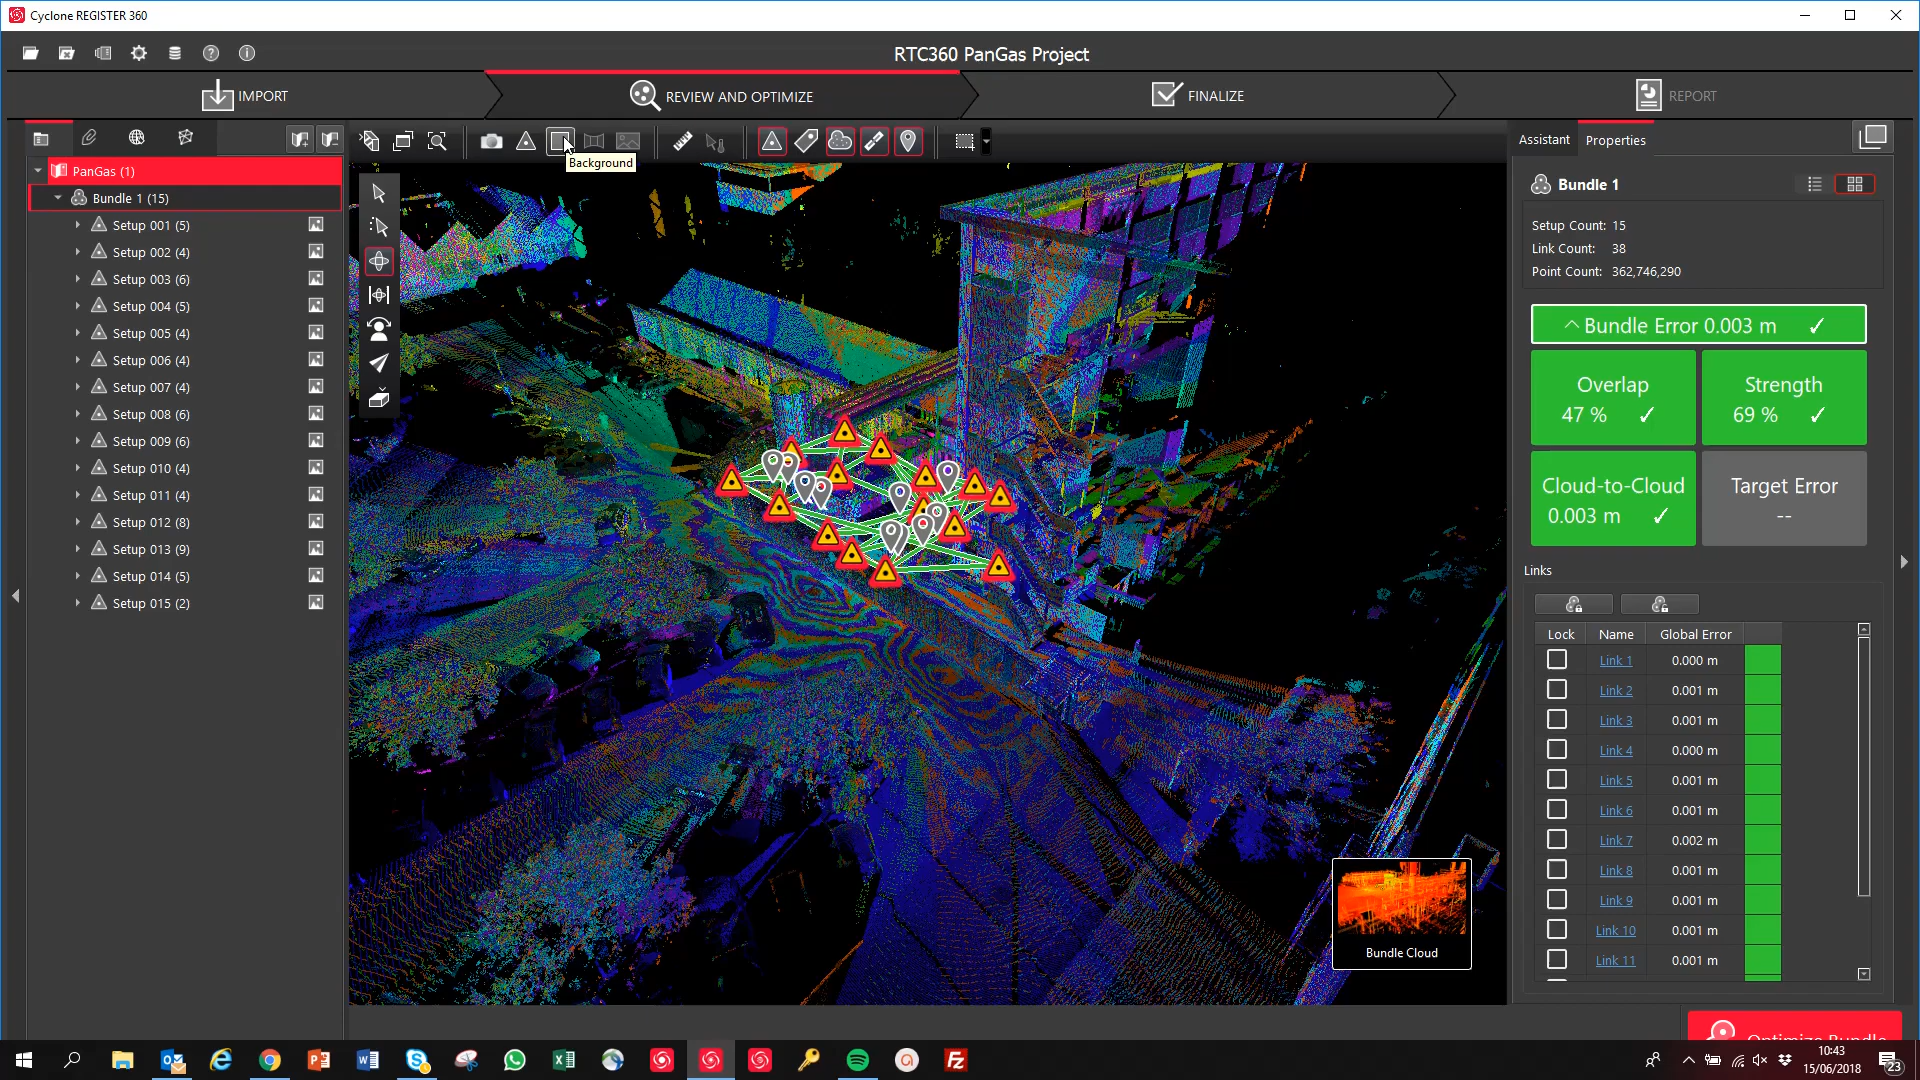 Cyclone REGISTER 360
RTC360 PanGas Project
IMPORT
REVIEW AND OPTIMIZE
FINALIZE
REPORT
Background
PanGas (1)
Bundle 1 (15)
Setup 001 (5)
Setup 002 (4)
Setup 003 (6)
Setup 004 (5)
Setup 005 (4)
Setup 006 (4)
Setup 007 (4)
Setup 008 (6)
Setup 009 (6)
Setup 010 (4)
Setup 011 (4)
Setup 012 (8)
Setup 013 (9)
Setup 014 (5)
Setup 015 (2)
Bundle Cloud
Assistant Properties
Bundle 1
Setup Count: 15
Link Count: 38
Point Count: 362,746,290
Bundle Error 0.003 m
Overlap
47 %
Strength
69 %
Cloud-to-Cloud
0.003 m
Target Error
--
Links
Lock Name Global Error
Link 1 0.000 m
Link 2 0.001 m
Link 3 0.001 m
Link 4 0.000 m
Link 5 0.001 m
Link 6 0.001 m
Link 7 0.002 m
Link 8 0.001 m
Link 9 0.001 m
Link 10 0.001 m
Link 11 0.001 m
Optimize Bundle
10:43
15/06/2018
23